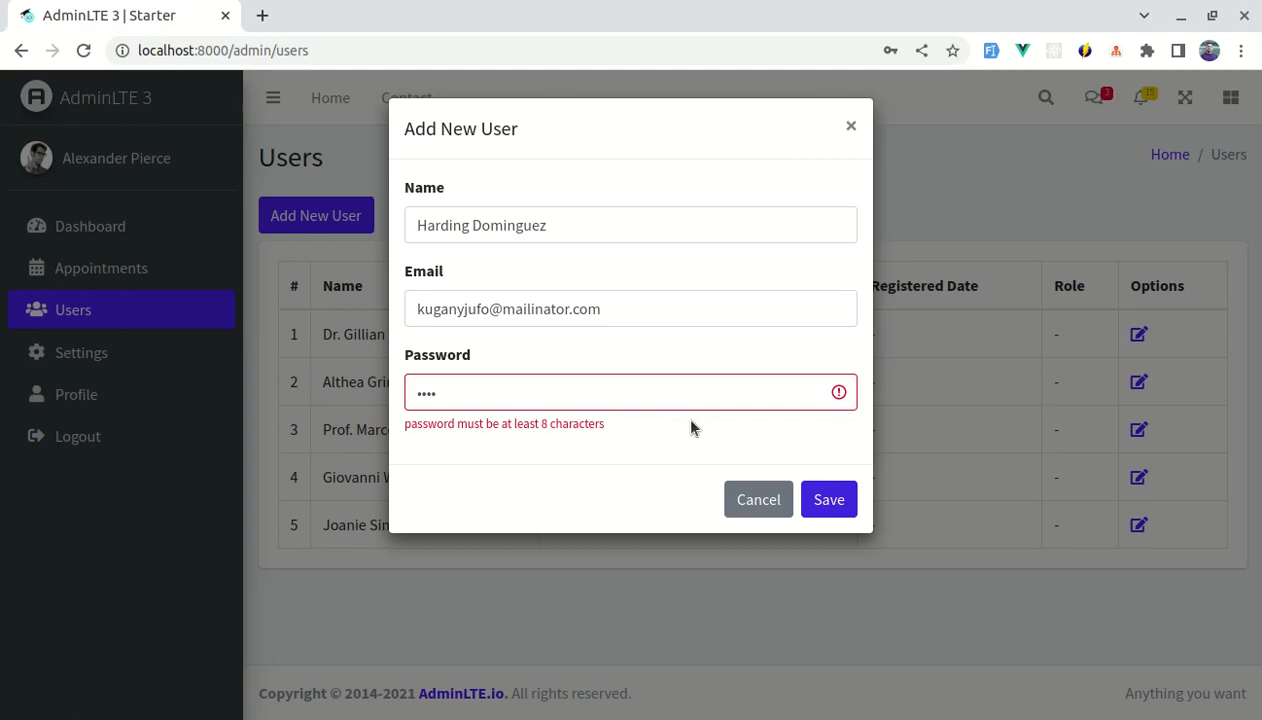 AdminLTE 3 | Starter
localhost:8000/admin/users
AdminLTE 3
Home
Contact
3
15
Alexander Pierce
Users
Home / Users
Add New User
Dashboard
Appointments
Users
Settings
Profile
Logout
# Name Registered Date Role Options
1 Dr. Gillian - -
2 Althea - -
3 Prof. - -
4 Giovanni - -
5 Joanie - -
Add New User
×
Name
Harding Dominguez
Email
kuganyjufo@mailinator.com
Password
••••
password must be at least 8 characters
Cancel
Save
Copyright © 2014-2021 AdminLTE.io. All rights reserved.
Anything you want